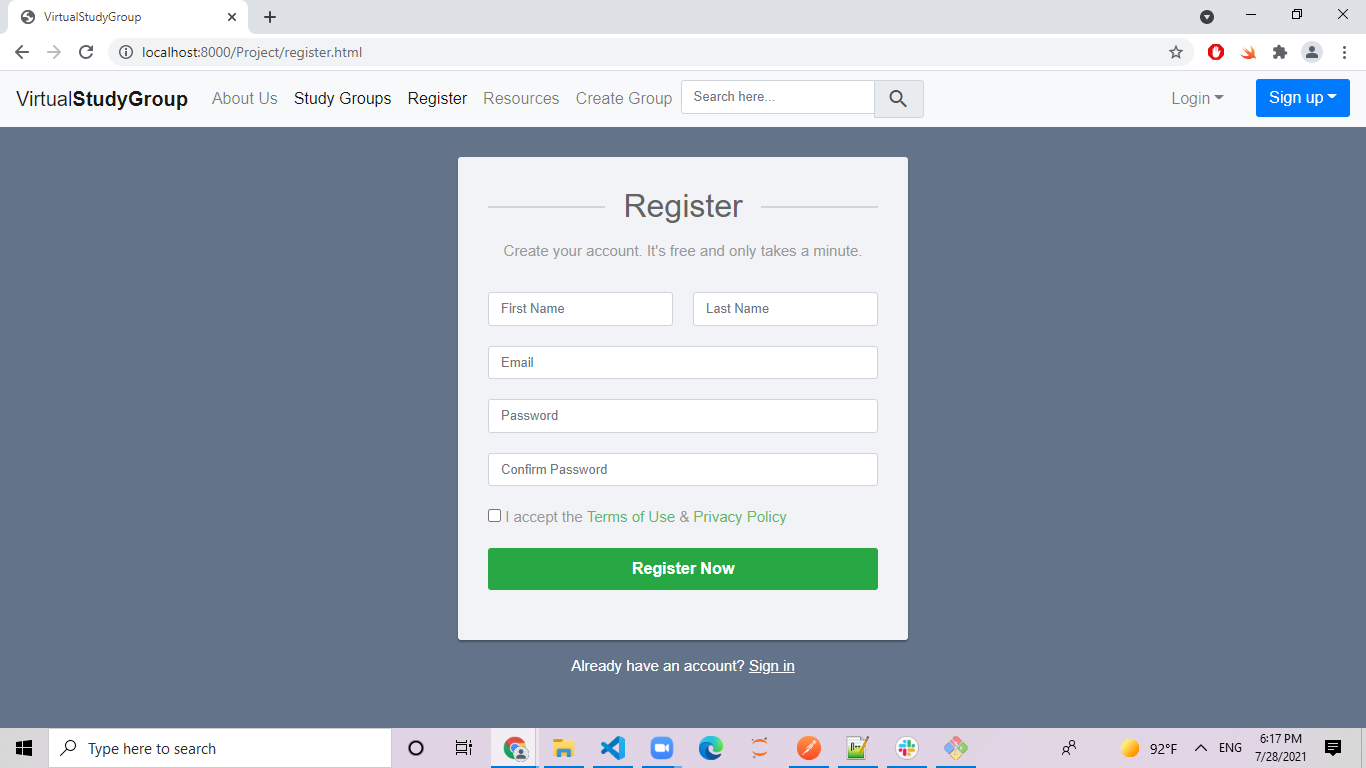 VirtualStudyGroup
localhost:8000/Project/register.html
VirtualStudyGroup About Us Study Groups Register Resources Create Group Search here... Login Sign up
Register
Create your account. It's free and only takes a minute.
First Name Last Name
Email
Password
Confirm Password
I accept the Terms of Use & Privacy Policy
Register Now
Already have an account? Sign in
Type here to search 92°F ENG 6:17 PM
7/28/2021